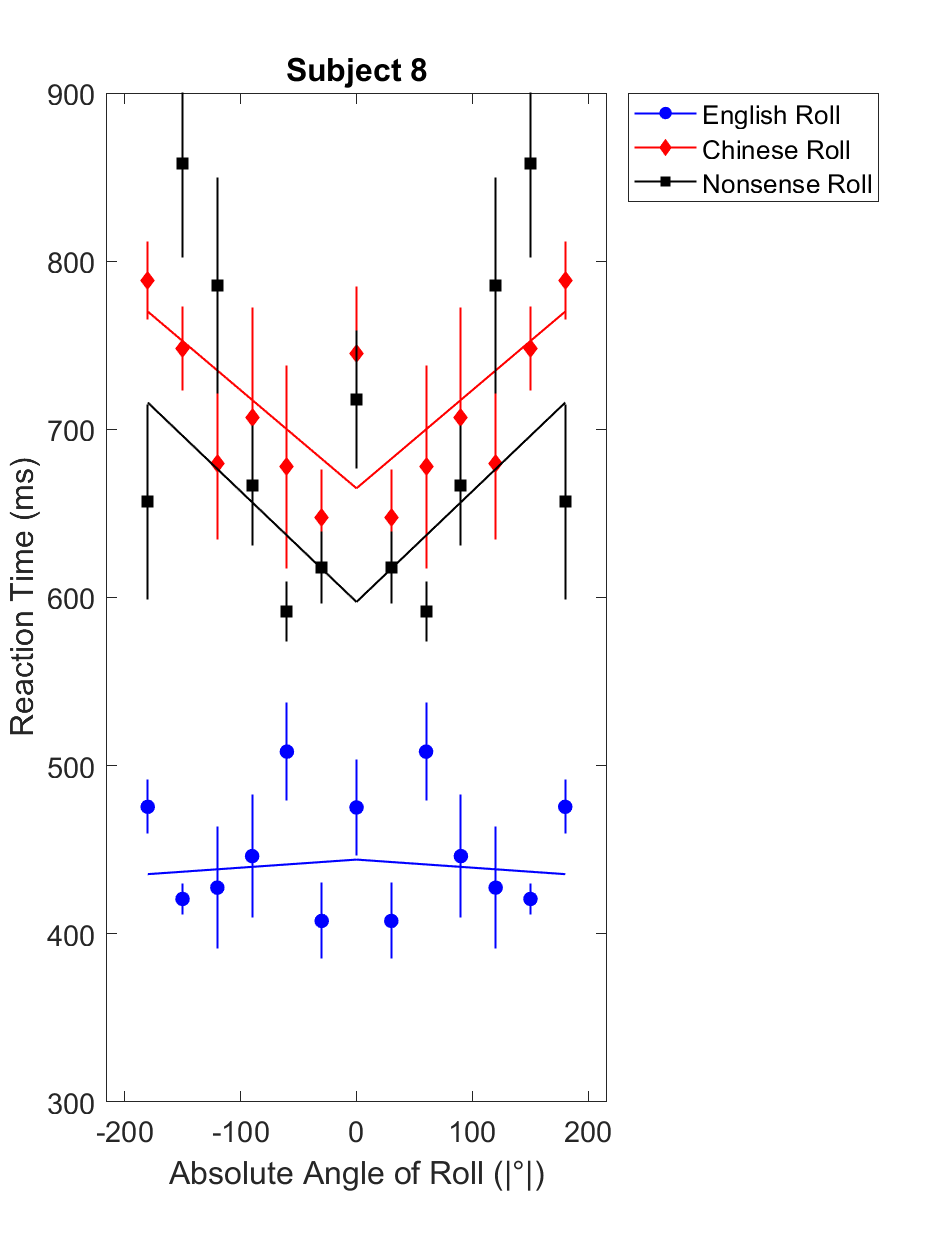 Subject 8
900
800
700
600
500
400
300
-200
-100
0
100
200
Reaction Time (ms)
Absolute Angle of Roll (|°|)
English Roll
Chinese Roll
Nonsense Roll